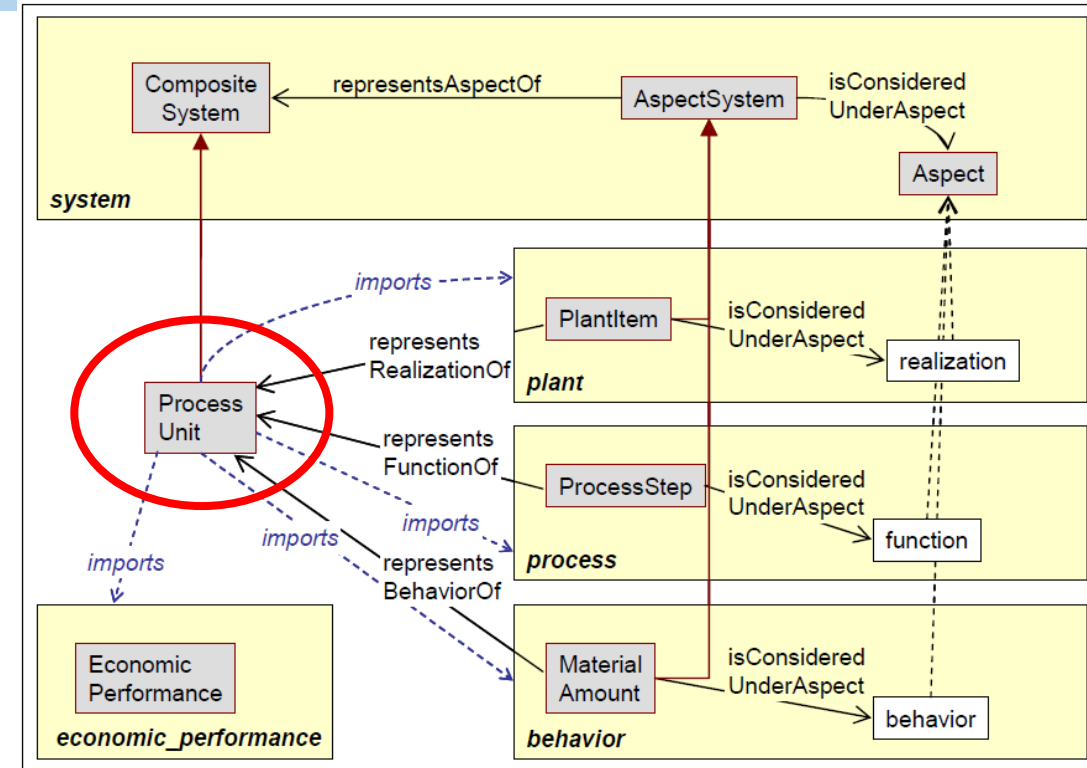 Composite
System
representsAspectOf
AspectSystem
isConsidered
UnderAspect
Aspect
system
imports
PlantItem
isConsidered
UnderAspect
represents
RealizationOf
realization
plant
Process
Unit
represents
FunctionOf
ProcessStep
isConsidered
UnderAspect
imports
imports
function
process
imports
represents
BehaviorOf
Economic
Performance
economic_performance
Material
Amount
isConsidered
UnderAspect
behavior
behavior